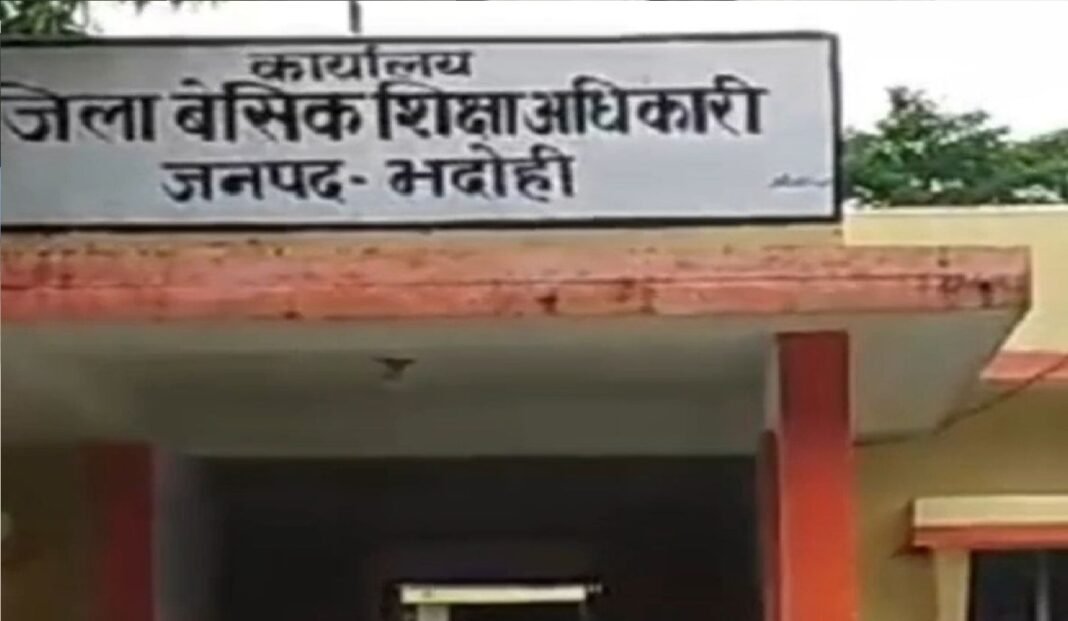 कार्यालय
जिला बेसिक शिक्षा अधिकारी
जनपद - भदोही